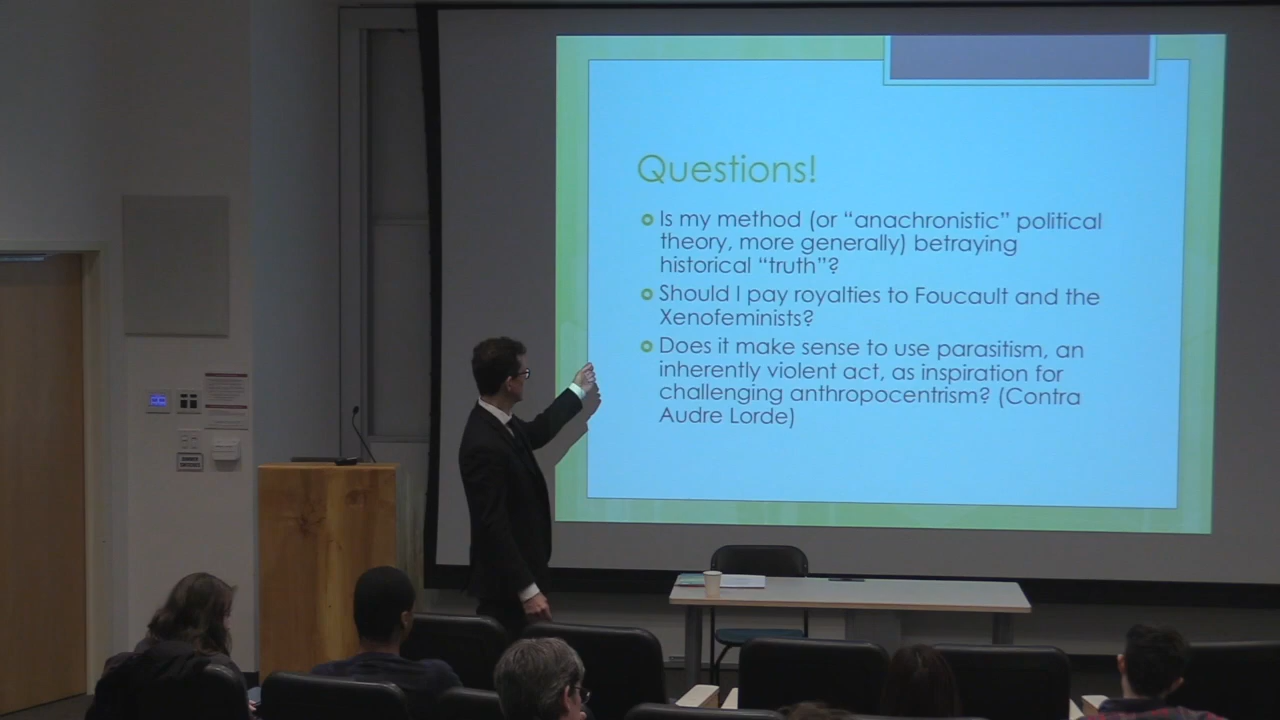 Questions!
Is my method (or “anachronistic” political
theory, more generally) betraying
historical “truth”?
Should I pay royalties to Foucault and the
Xenofeminists?
Does it make sense to use parasitism, an
inherently violent act, as inspiration for
challenging anthropocentrism? (Contra
Audre Lorde)